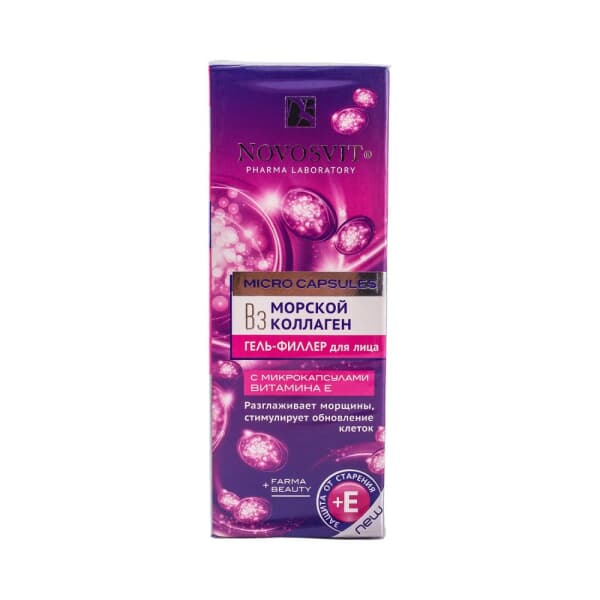 NOVOSVIT®
PHARMA LABORATORY
MICRO CAPSULES
B3 МОРСКОЙ
КОЛЛАГЕН
ГЕЛЬ-ФИЛЛЕР для лица
С МИКРОКАПСУЛАМИ
ВИТАМИНА Е
Разглаживает морщины,
стимулирует обновление
клеток
+ FARMA
BEAUTY
ЗАЩИТА ОТ СТАРЕНИЯ
+E
new